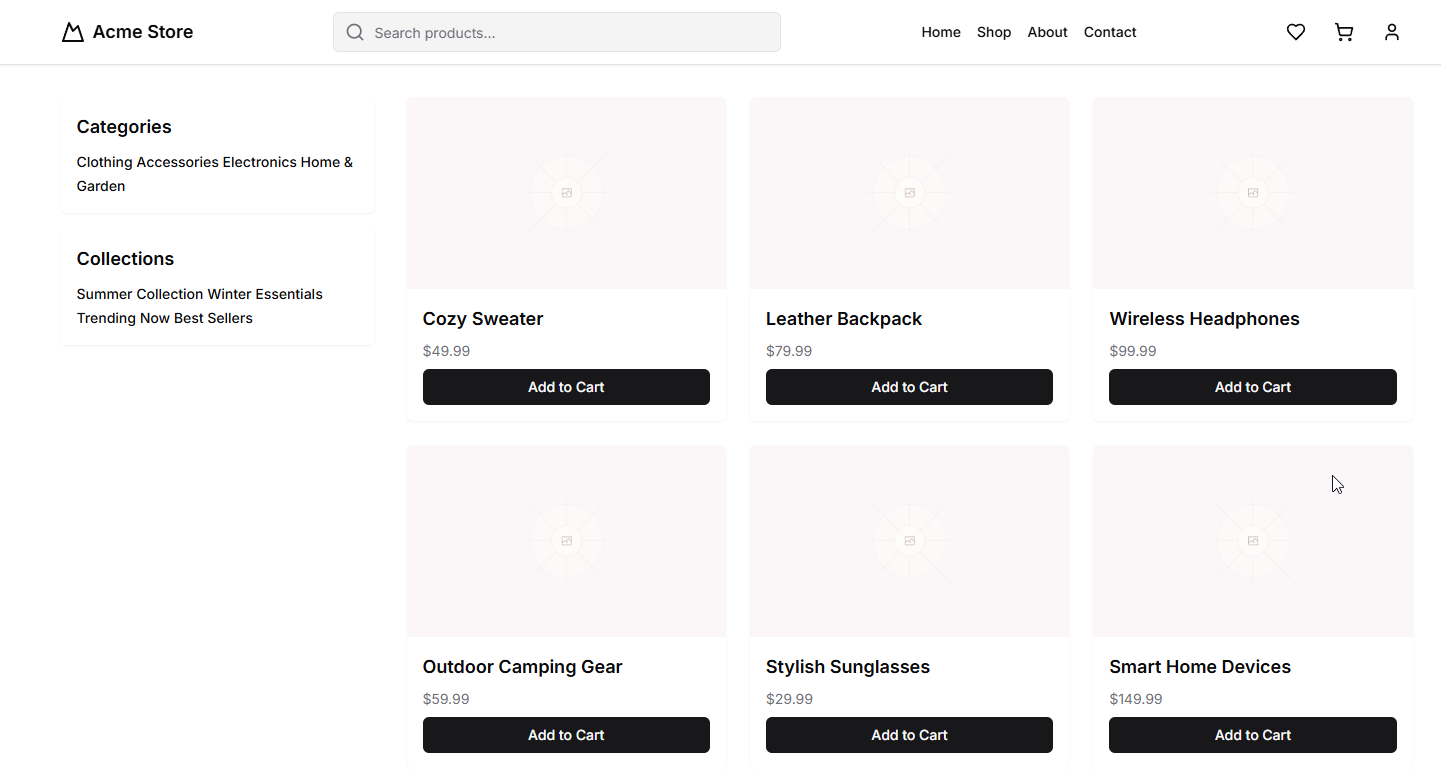 Acme Store
Search products...
Home Shop About Contact
Categories
Clothing Accessories Electronics Home &
Garden
Collections
Summer Collection Winter Essentials
Trending Now Best Sellers
Cozy Sweater
$49.99
Add to Cart
Leather Backpack
$79.99
Add to Cart
Wireless Headphones
$99.99
Add to Cart
Outdoor Camping Gear
$59.99
Add to Cart
Stylish Sunglasses
$29.99
Add to Cart
Smart Home Devices
$149.99
Add to Cart